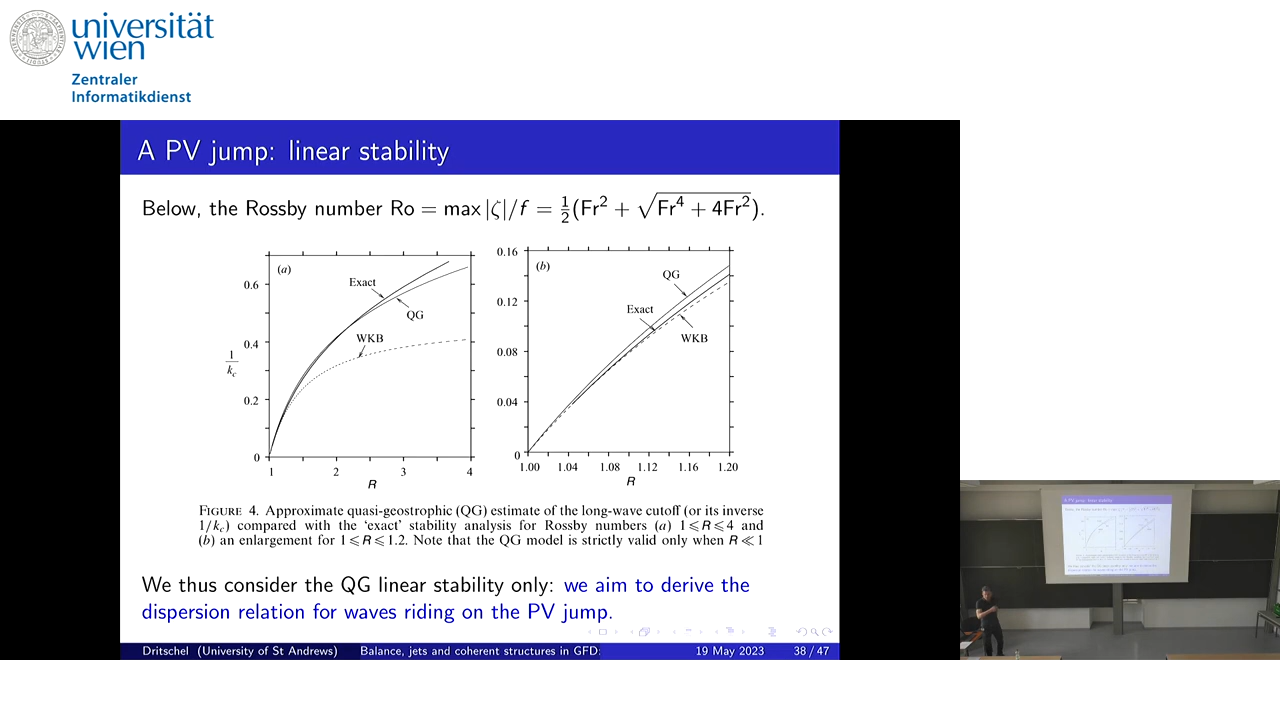 universität
wien
Zentraler
Informatikdienst
A PV jump: linear stability
Below, the Rossby number Ro = max |ζ|/f = ½(Fr² + √(Fr⁴ + 4Fr²)).
(a)
Exact
QG
WKB
0.6
0.4
0.2
0
1/k_c
1 2 3 4
R
(b)
QG
Exact
WKB
0.16
0.12
0.08
0.04
0
1.00 1.04 1.08 1.12 1.16 1.20
R
FIGURE 4. Approximate quasi-geostrophic (QG) estimate of the long-wave cutoff (or its inverse
1/k_c) compared with the 'exact' stability analysis for Rossby numbers (a) 1⩽R⩽4 and
(b) an enlargement for 1⩽R⩽1.2. Note that the QG model is strictly valid only when R ≪ 1
We thus consider the QG linear stability only: we aim to derive the
dispersion relation for waves riding on the PV jump.
Dritschel (University of St Andrews) Balance, jets and coherent structures in GFD: 19 May 2023 38 / 47
A PV jump: linear stability